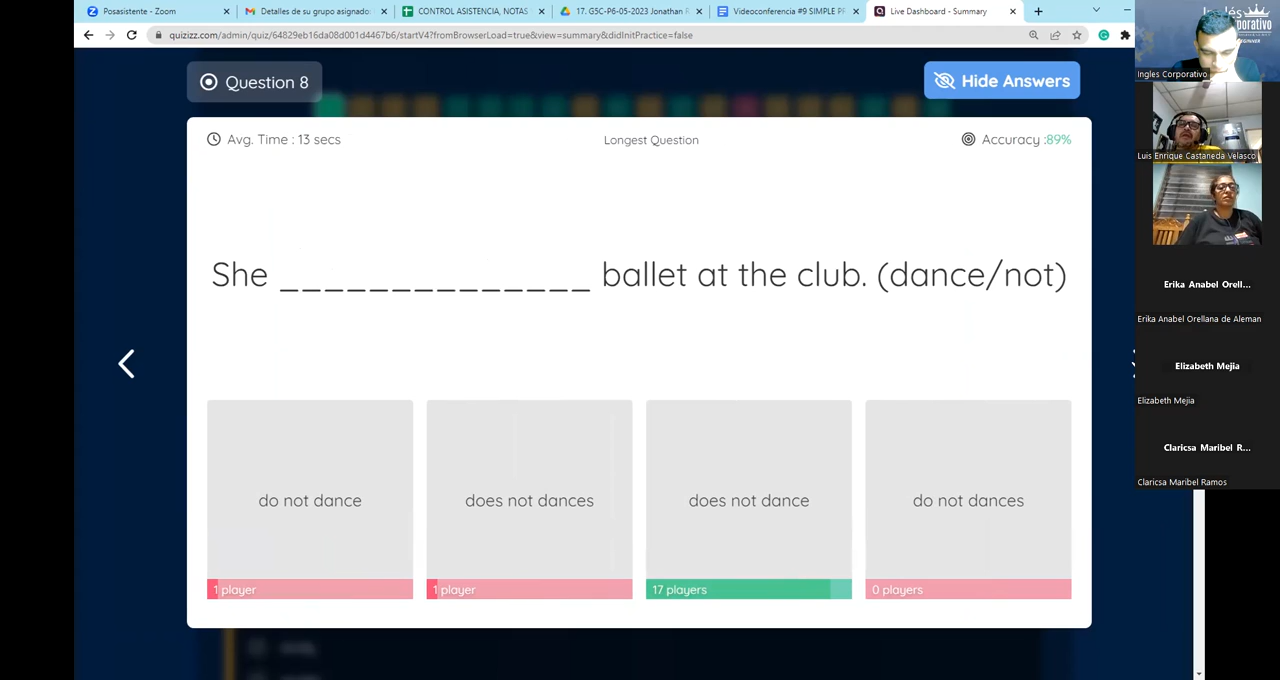 Posasistente - Zoom
Detalles de su grupo asignado:
CONTROL ASISTENCIA, NOTAS
17. G5C-P6-05-2023 Jonathan R
Videoconferencia #9 SIMPLE PR
Live Dashboard - Summary
quizizz.com/admin/quiz/64829eb16da08d001d4467b6/startV4?fromBrowserLoad=true&view=summary&didInitPractice=false
Question 8
Hide Answers
Avg. Time : 13 secs
Longest Question
Accuracy :89%
She ______________ ballet at the club. (dance/not)
do not dance
does not dances
does not dance
do not dances
1 player
1 player
17 players
0 players
Inglés
Ingles Corporativo
Luis Enrique Castaneda Velasco
Erika Anabel Orell...
Erika Anabel Orellana de Aleman
Elizabeth Mejia
Elizabeth Mejia
Claricsa Maribel R...
Claricsa Maribel Ramos